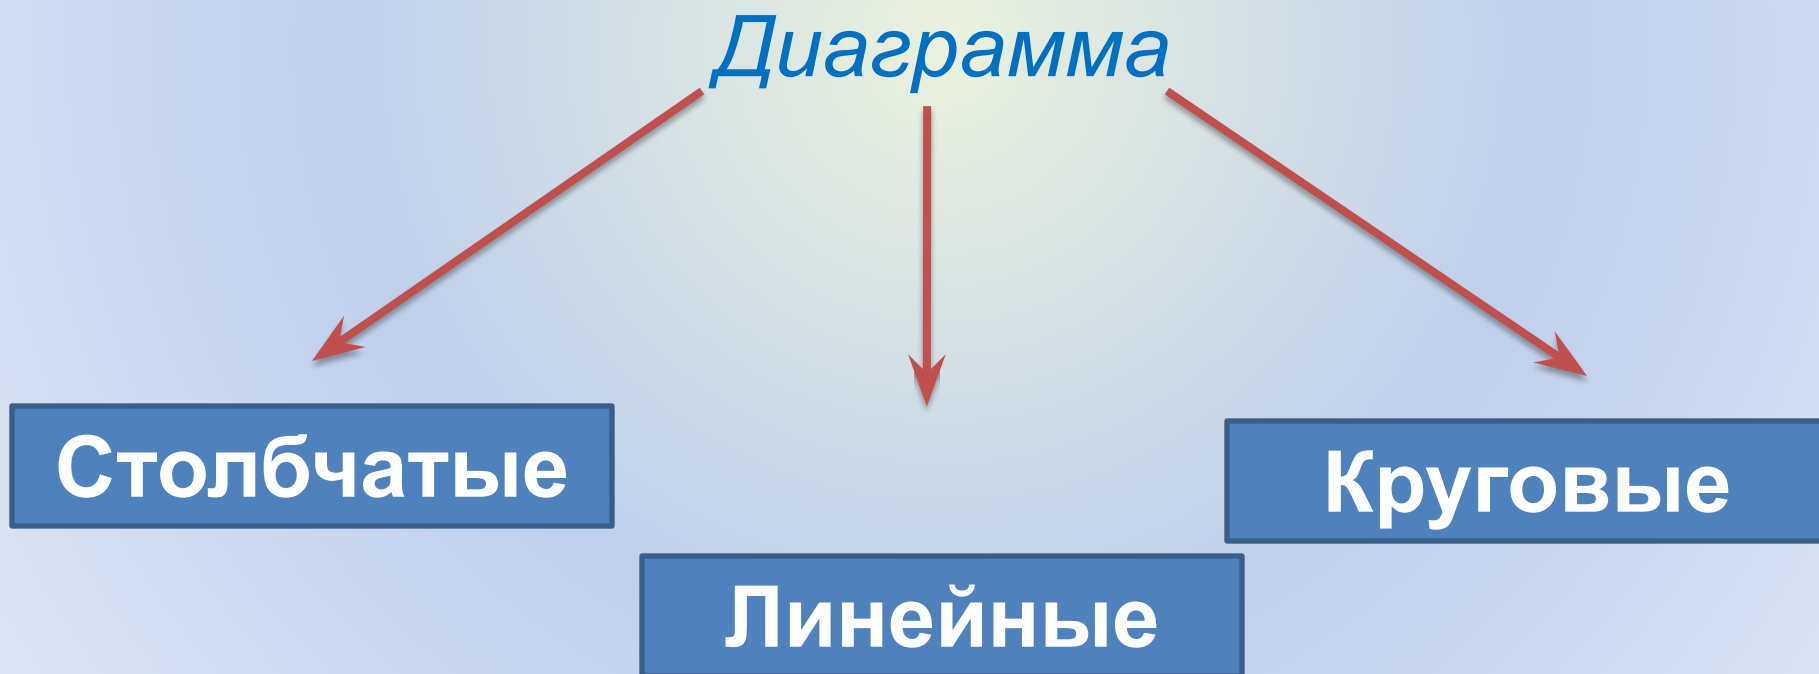 Диаграмма
Столбчатые
Круговые
Линейные